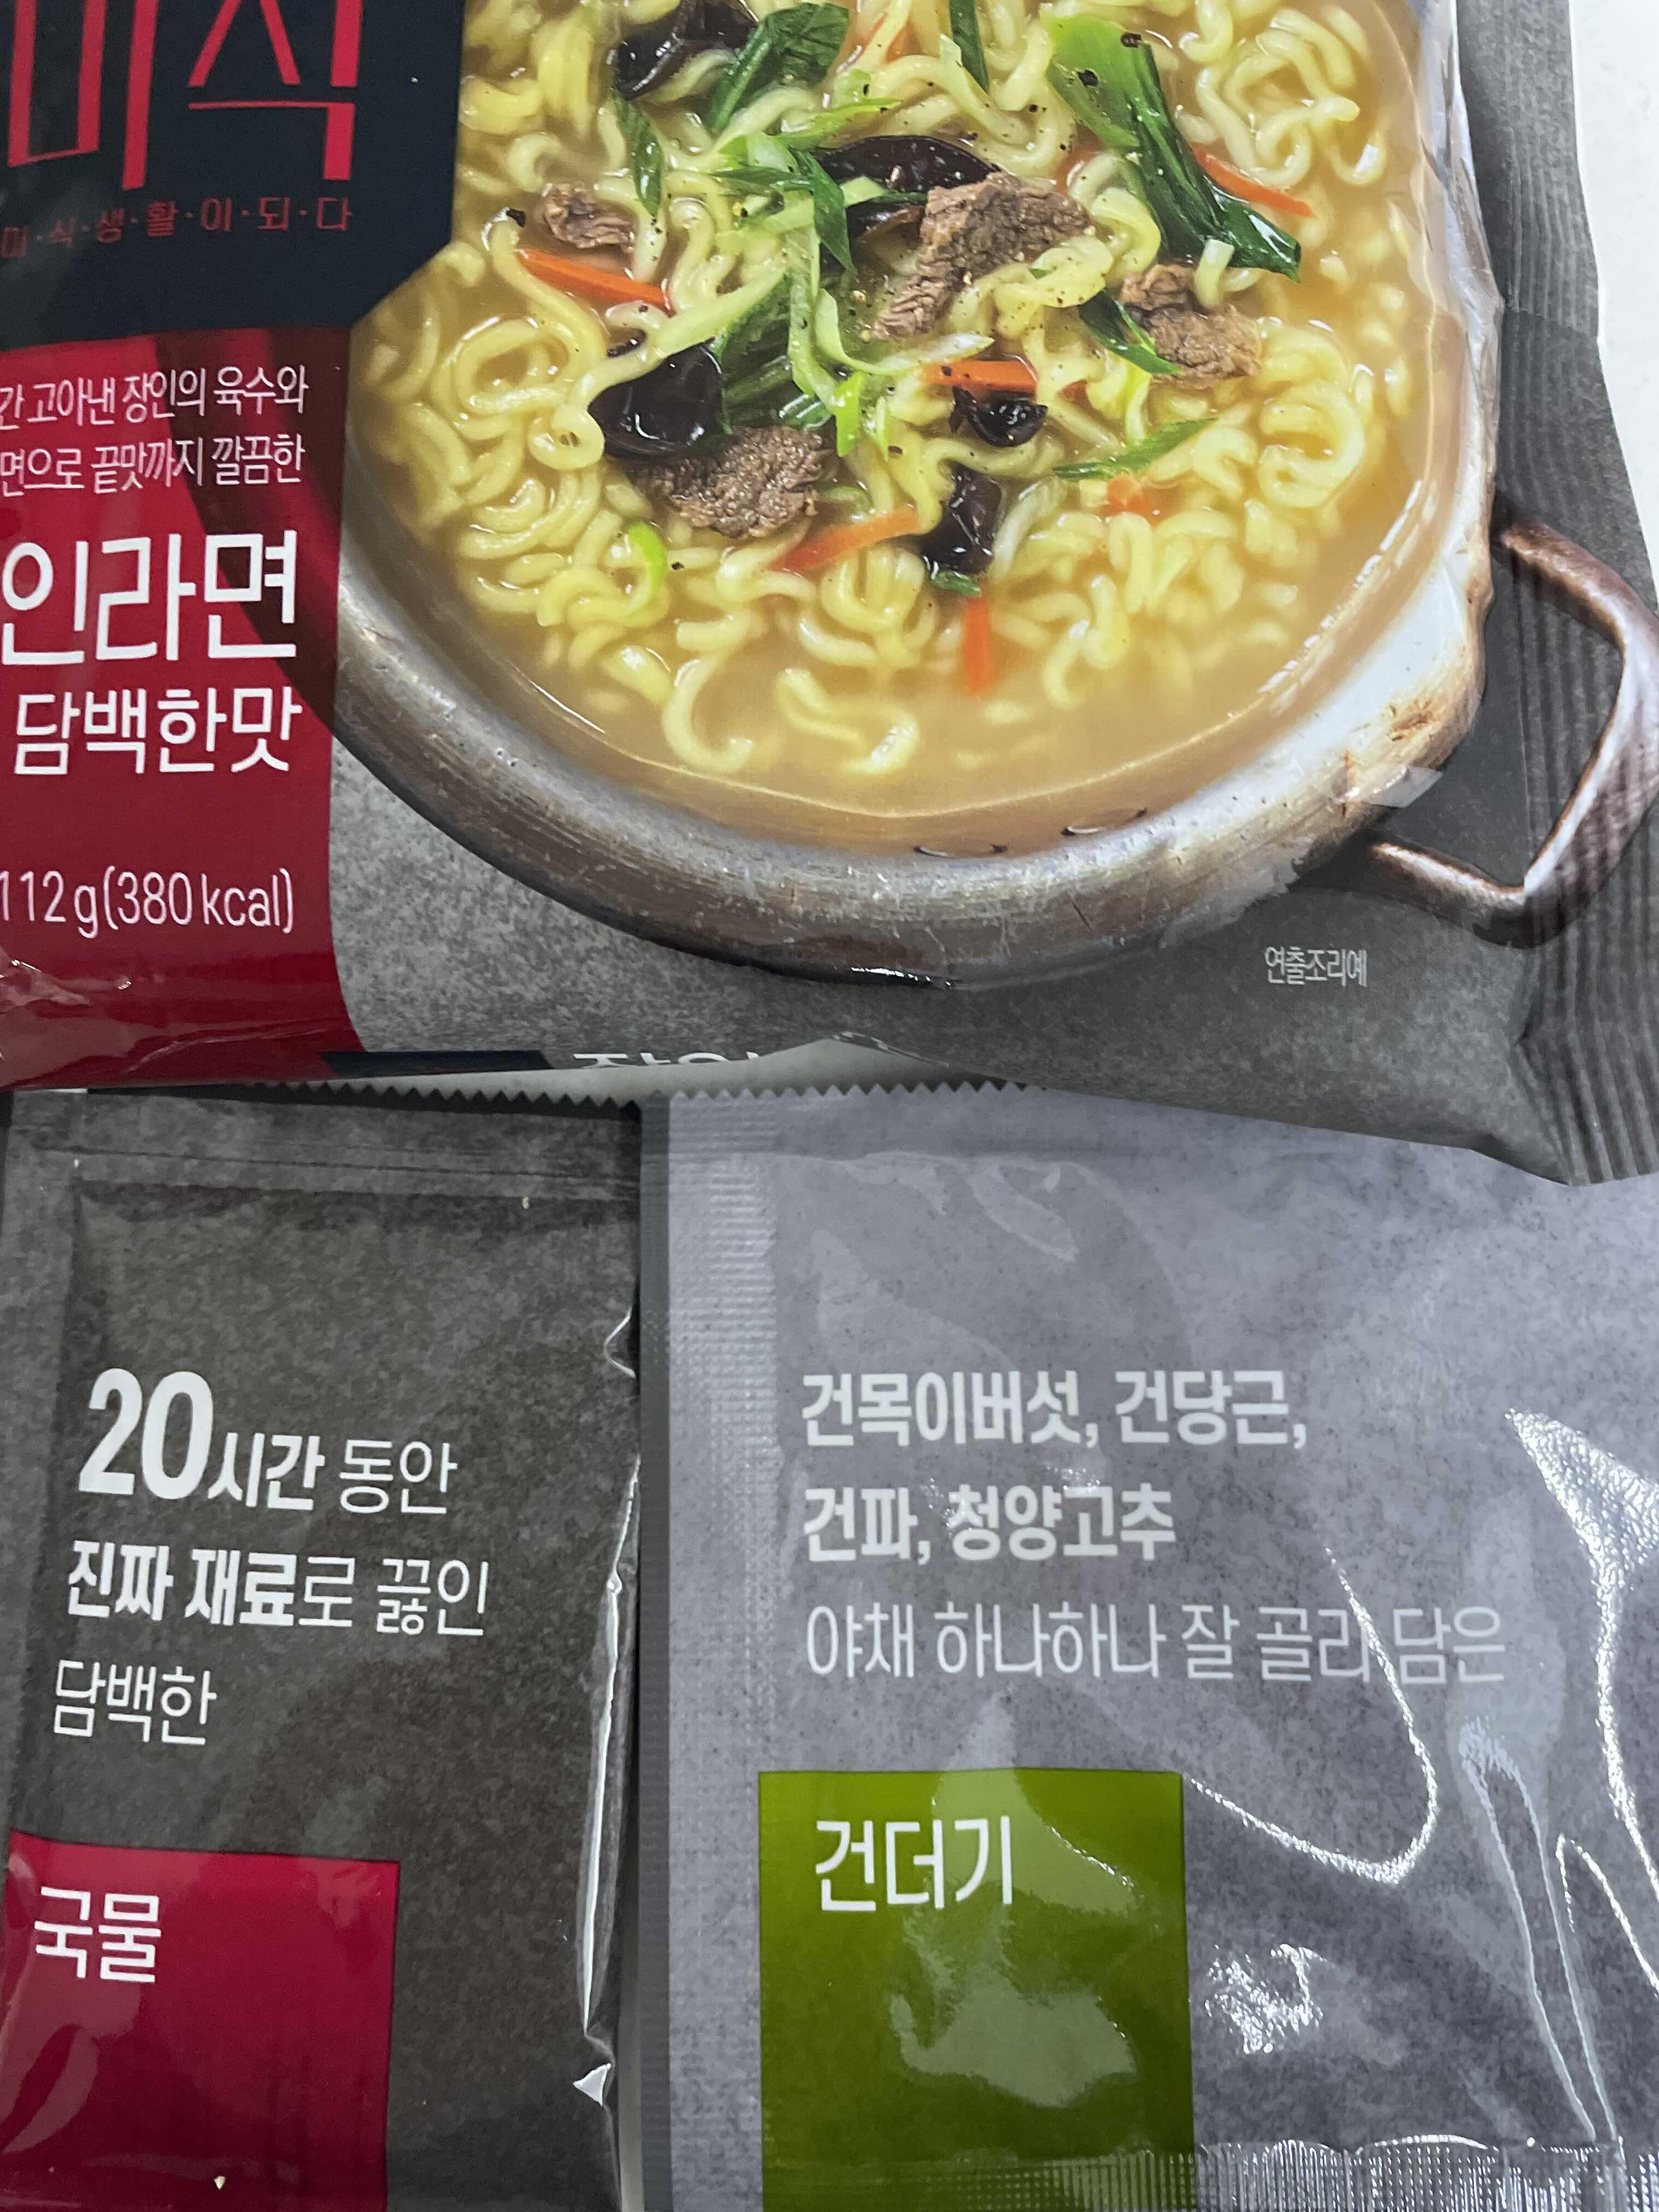 미식
미·식·생·활·이·되·다
간 고아낸 장인의 육수와
면으로 끝맛까지 깔끔한
인라면
담백한맛
112g(380kcal)
연출조리예
20시간 동안
진짜 재료로 끓인
담백한
국물
건목이버섯, 건당근,
건파, 청양고추
야채 하나하나 잘 골라 담은
건더기